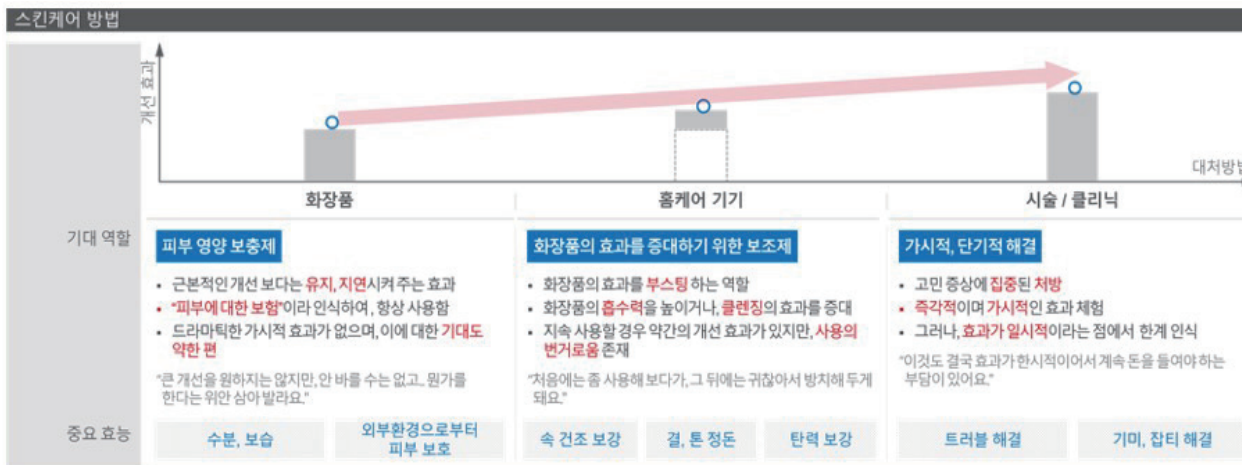 스킨케어 방법
개선 효과
대처방법
화장품
홈케어 기기
시술 / 클리닉
기대 역할
피부 영양 보충제
• 근본적인 개선 보다는 유지, 지연시켜 주는 효과
• "피부에 대한 보험"이라 인식하여, 항상 사용함
• 드라마틱한 가시적 효과가 없으며, 이에 대한 기대도
약한 편
"큰 개선을 원하지는 않지만, 안 바를 수는 없고.. 뭔가를
한다는 위안 삼아 발라요."
화장품의 효과를 증대하기 위한 보조제
• 화장품의 효과를 부스팅 하는 역할
• 화장품의 흡수력을 높이거나, 클렌징의 효과를 증대
• 지속 사용할 경우 약간의 개선 효과가 있지만, 사용의
번거로움 존재
"처음에는 좀 사용해 보다가, 그 뒤에는 귀찮아서 방치해 두게
돼요."
가시적, 단기적 해결
• 고민 증상에 집중된 처방
• 즉각적이며 가시적인 효과 체험
• 그러나, 효과가 일시적이라는 점에서 한계 인식
"이것도 결국 효과가 한시적이어서 계속 돈을 들여야 하는
부담이 있어요."
중요 효능
수분, 보습
외부환경으로부터
피부 보호
속 건조 보강
결, 톤 정돈
탄력 보강
트러블 해결
기미, 잡티 해결